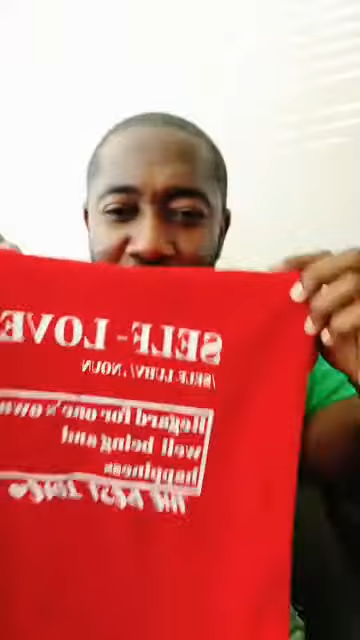 SELF-LOVE
/SELF.LUHV/NOUN
Regard for one's own
well being and
happiness